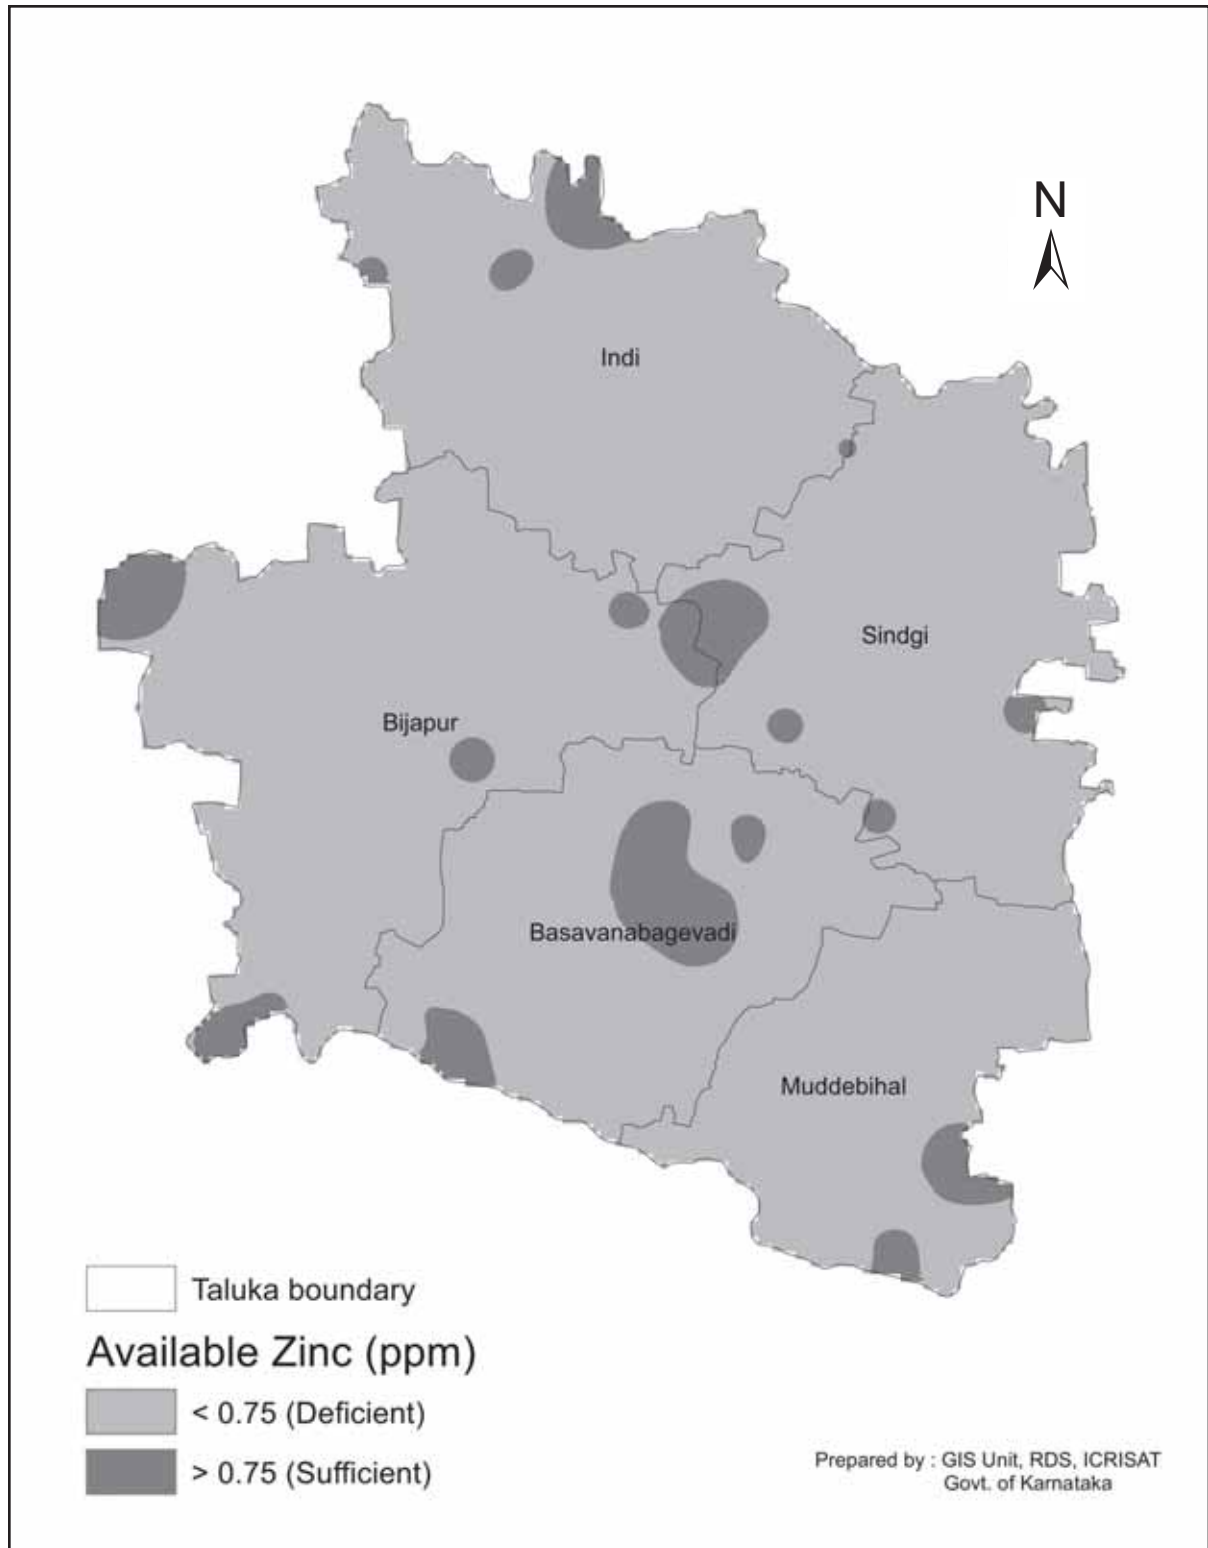 N
Indi
Sindgi
Bijapur
Basavanabagevadi
Muddebihal
Taluka boundary
Available Zinc (ppm)
< 0.75 (Deficient)
> 0.75 (Sufficient)
Prepared by : GIS Unit, RDS, ICRISAT
Govt. of Karnataka